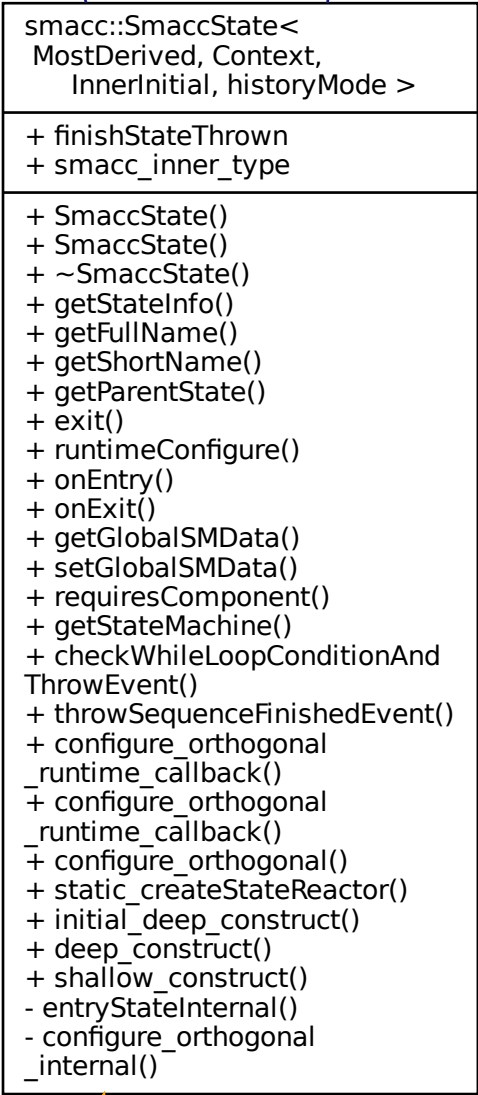 smacc::SmaccState<
MostDerived, Context,
InnerInitial, historyMode >
+ finishStateThrown
+ smacc_inner_type
+ SmaccState()
+ SmaccState()
+ ~SmaccState()
+ getStateInfo()
+ getFullName()
+ getShortName()
+ getParentState()
+ exit()
+ runtimeConfigure()
+ onEntry()
+ onExit()
+ getGlobalSMData()
+ setGlobalSMData()
+ requiresComponent()
+ getStateMachine()
+ checkWhileLoopConditionAnd
ThrowEvent()
+ throwSequenceFinishedEvent()
+ configure_orthogonal
_runtime_callback()
+ configure_orthogonal
_runtime_callback()
+ configure_orthogonal()
+ static_createStateReactor()
+ initial_deep_construct()
+ deep_construct()
+ shallow_construct()
- entryStateInternal()
- configure_orthogonal
_internal()